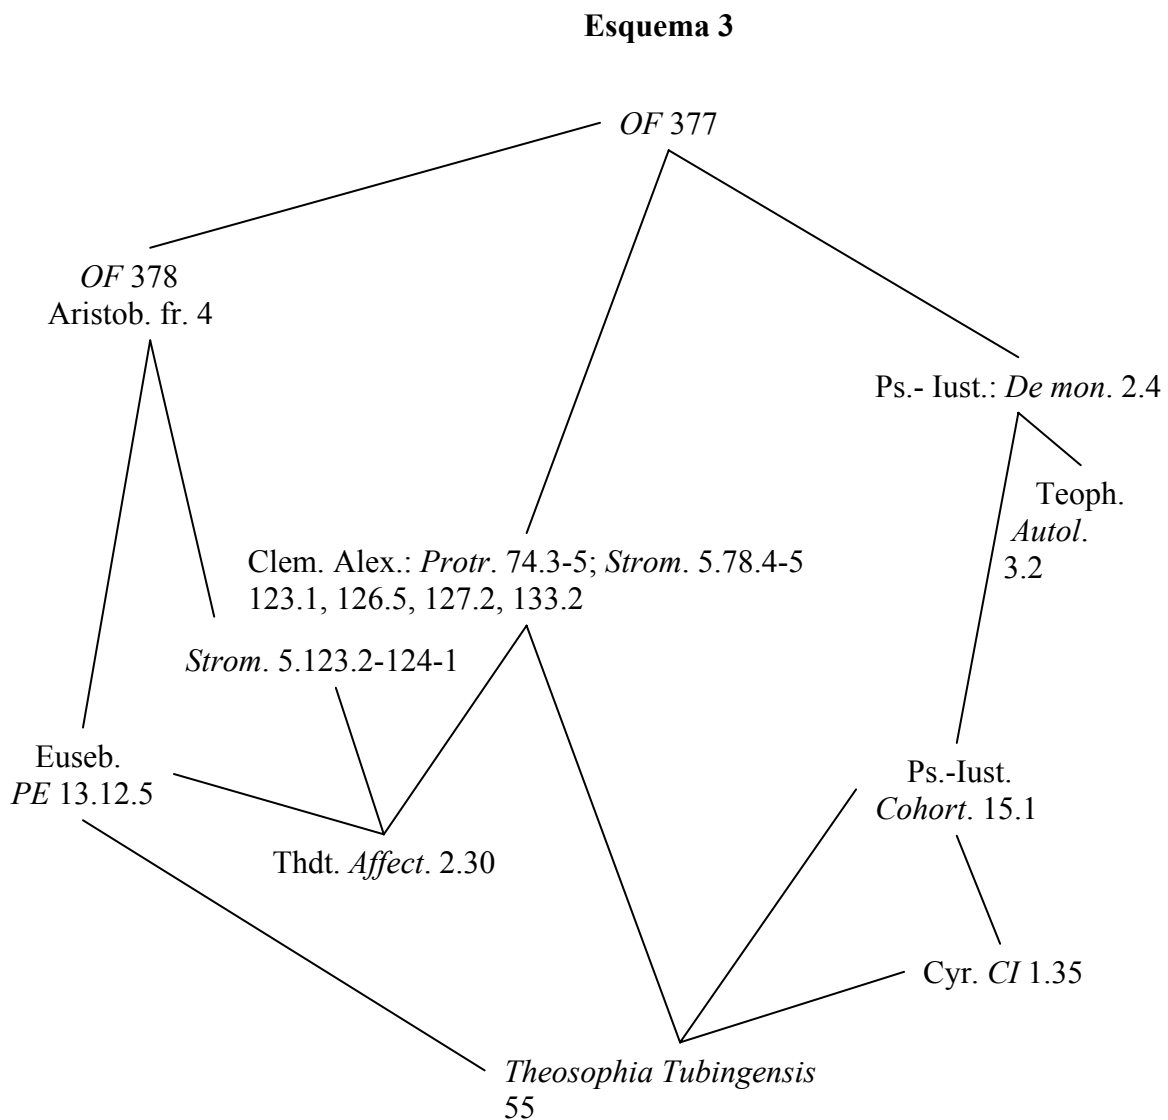 Esquema 3
OF 377
OF 378
Aristob. fr. 4
Ps.- Iust.: De mon. 2.4
Teoph.
Autol.
3.2
Clem. Alex.: Protr. 74.3-5; Strom. 5.78.4-5
123.1, 126.5, 127.2, 133.2
Strom. 5.123.2-124-1
Euseb.
PE 13.12.5
Ps.-Iust.
Cohort. 15.1
Thdt. Affect. 2.30
Cyr. CI 1.35
Theosophia Tubingensis
55